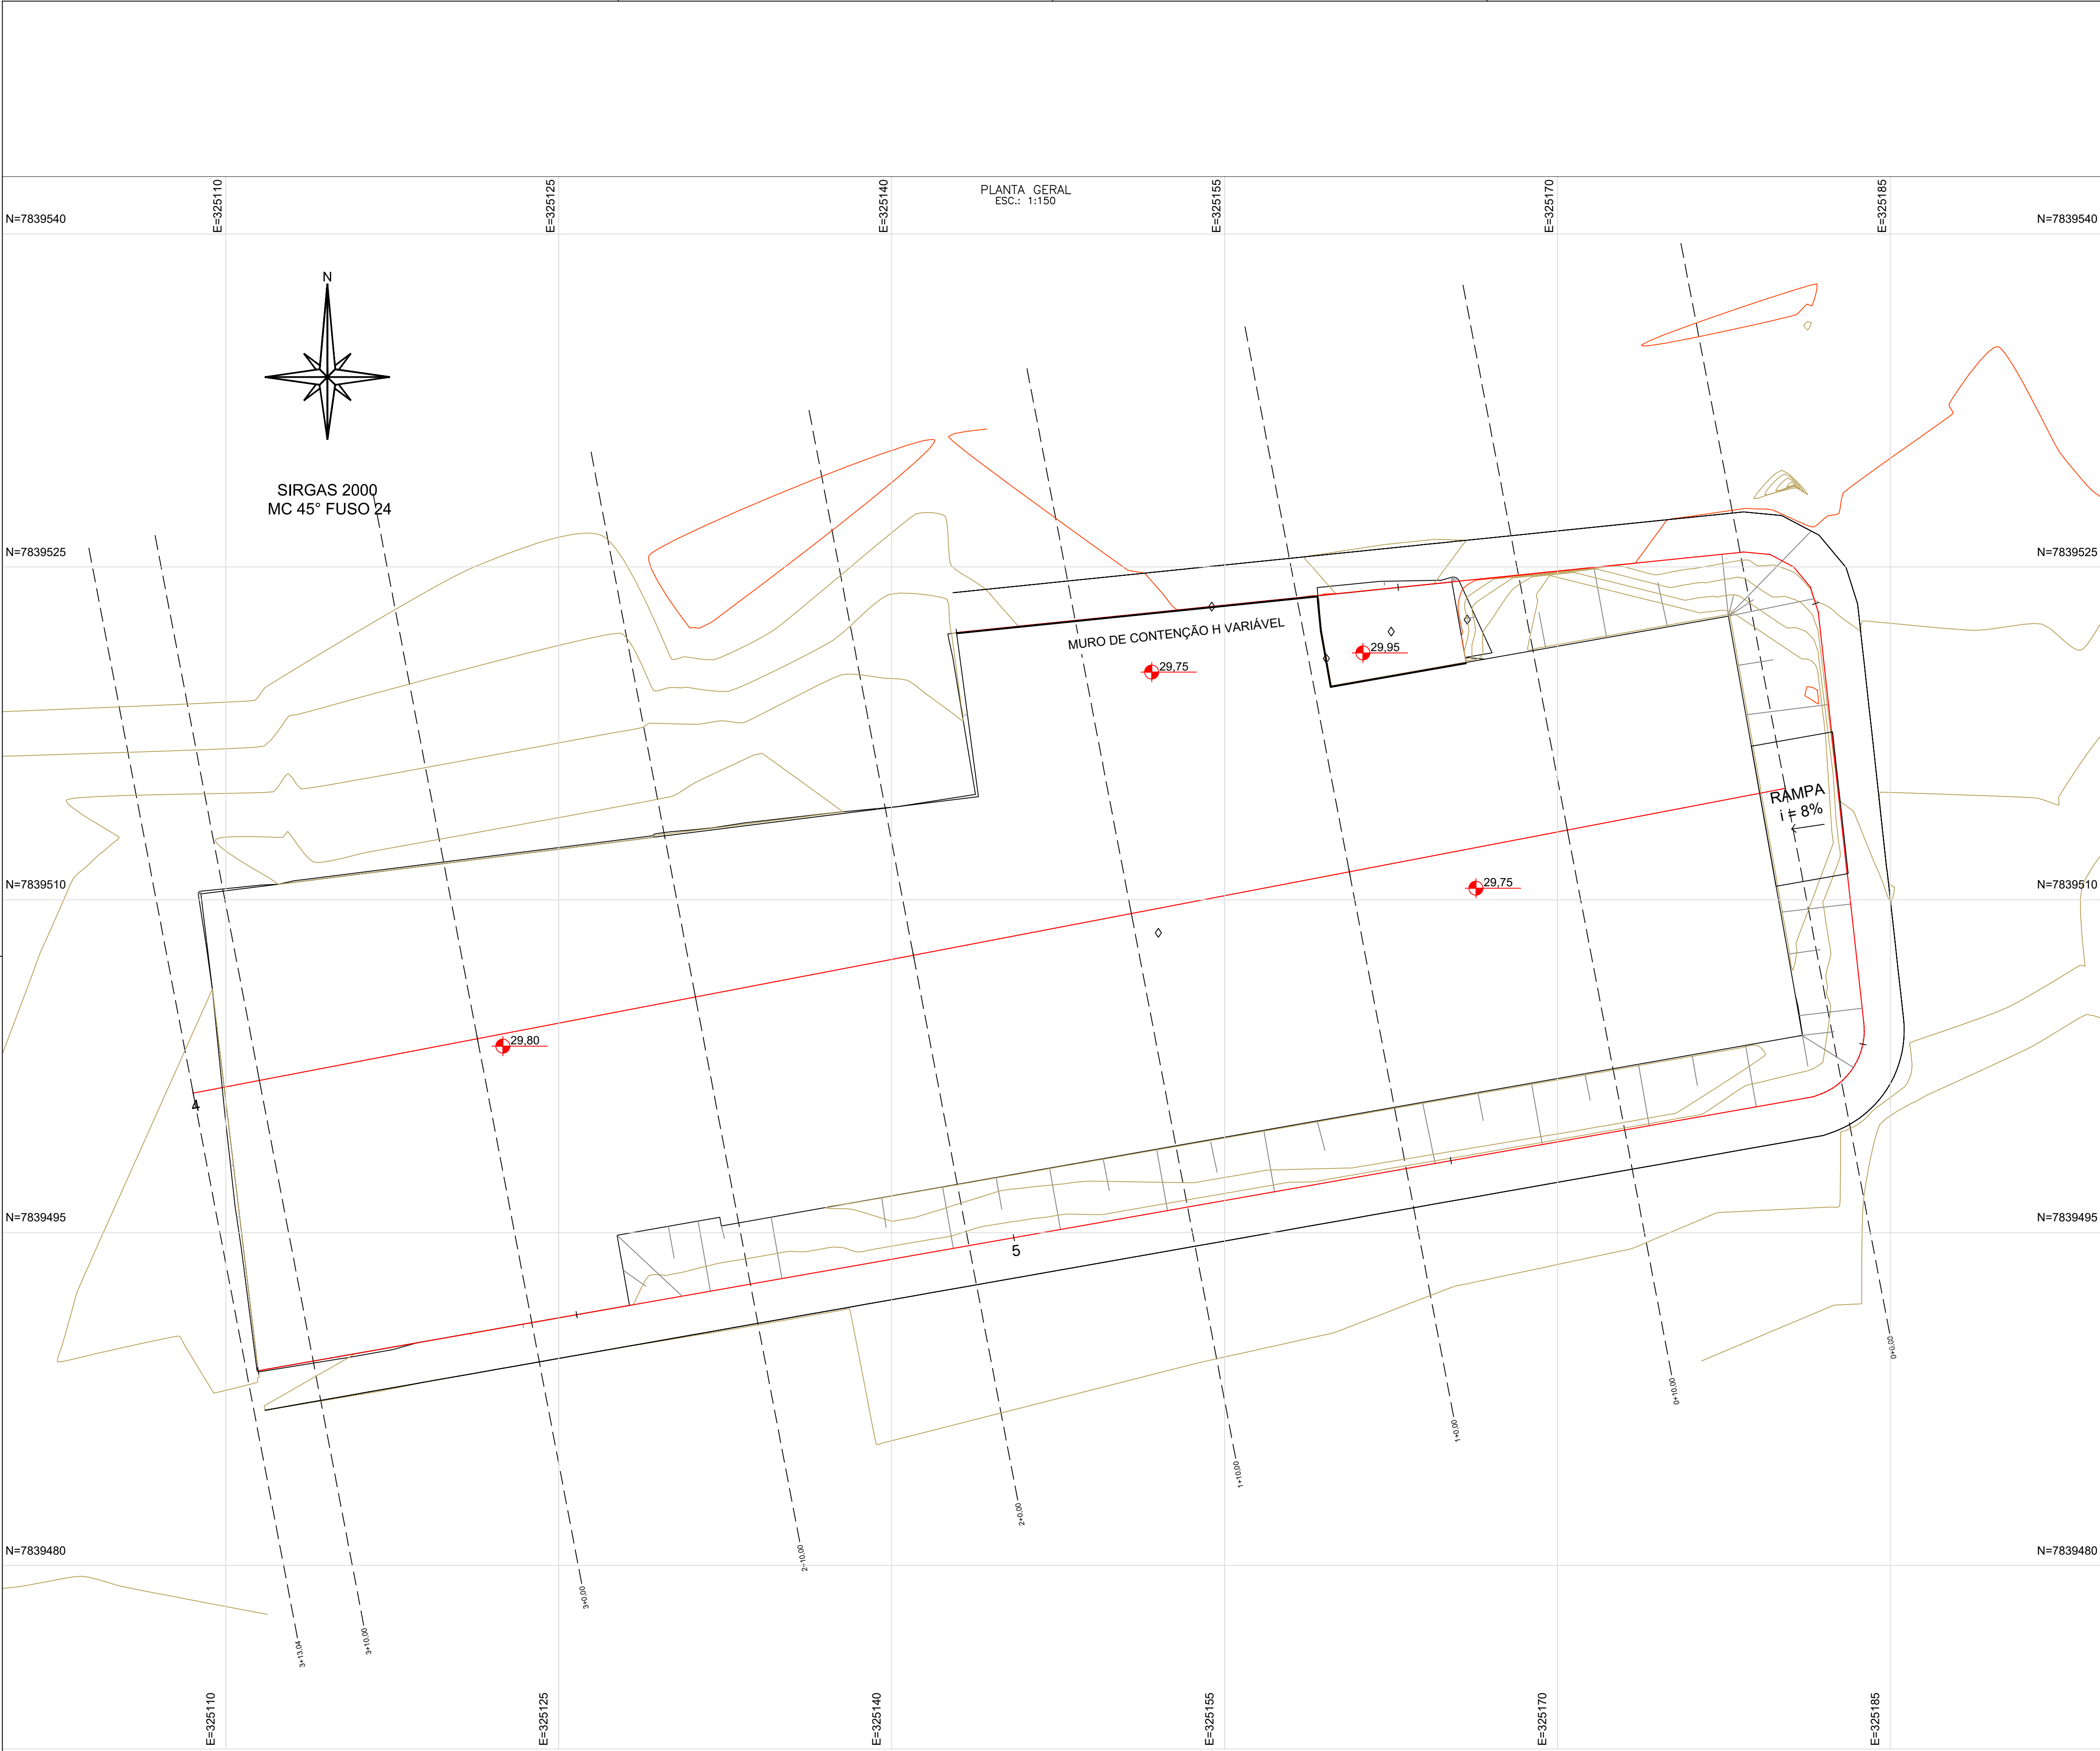 PLANTA GERAL
ESC.: 1:150
E=325110
E=325125
E=325140
E=325155
E=325170
E=325185
N=7839540
N=7839540
N
SIRGAS 2000
MC 45° FUSO 24
N=7839525
N=7839525
MURO DE CONTENÇÃO H VARIÁVEL
29,95
29,75
RAMPA
i = 8%
N=7839510
N=7839510
29,75
29,80
4
N=7839495
N=7839495
5
0+0,00
0+10,00
1+0,00
1+10,00
2+0,00
2+10,00
3+0,00
3+10,00
3+13,04
N=7839480
N=7839480
E=325110
E=325125
E=325140
E=325155
E=325170
E=325185